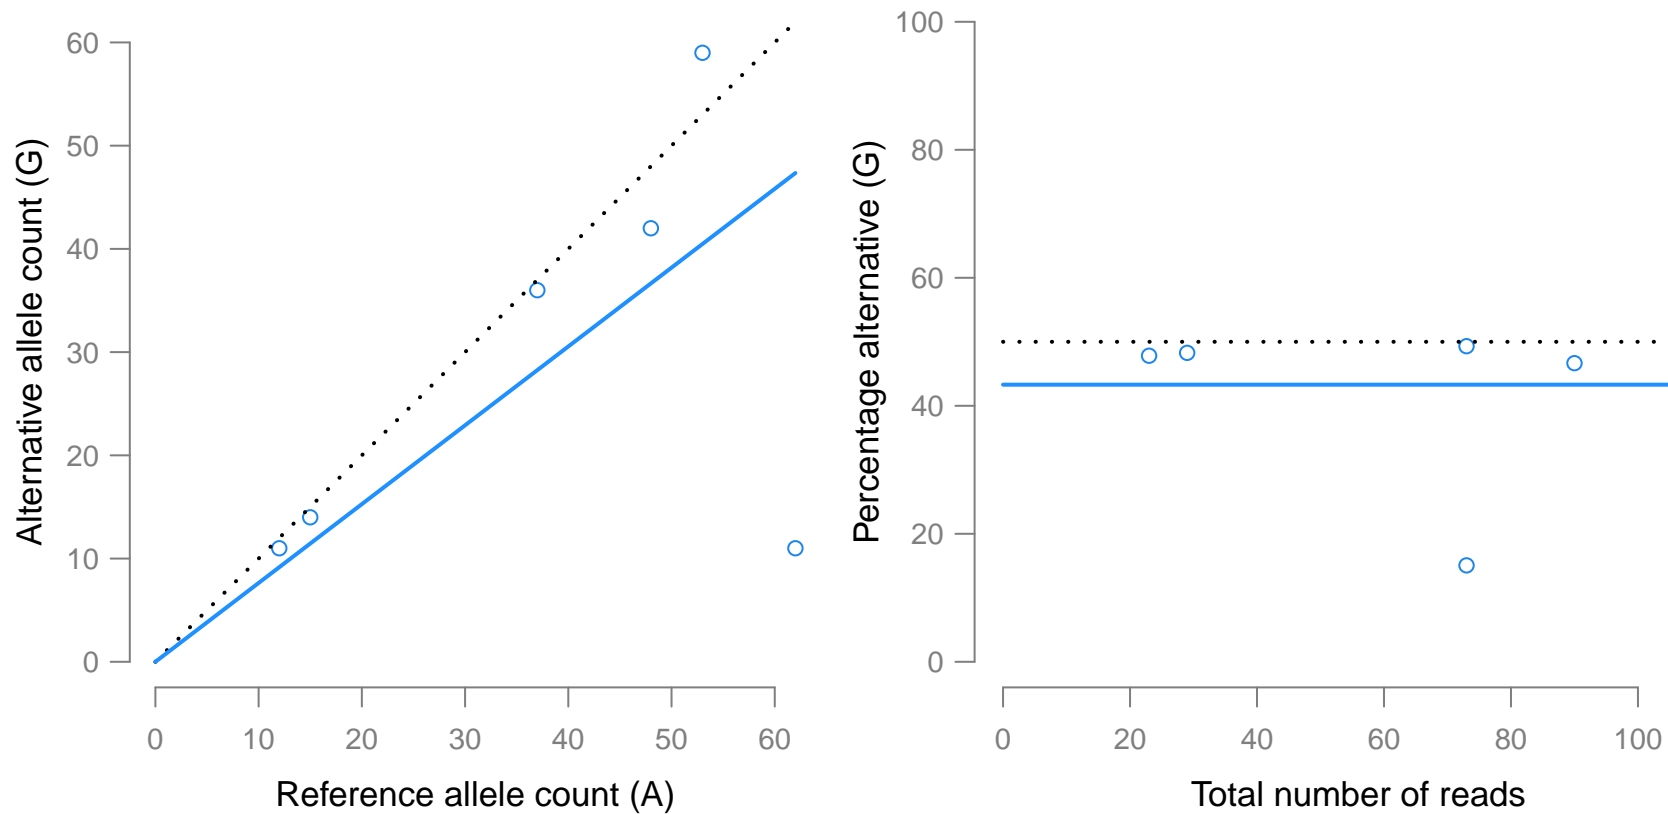 Alternative allele count (G)
60
50
40
30
20
10
0
0 10 20 30 40 50 60
Reference allele count (A)
Percentage alternative (G)
100
80
60
40
20
0
0 20 40 60 80 100
Total number of reads